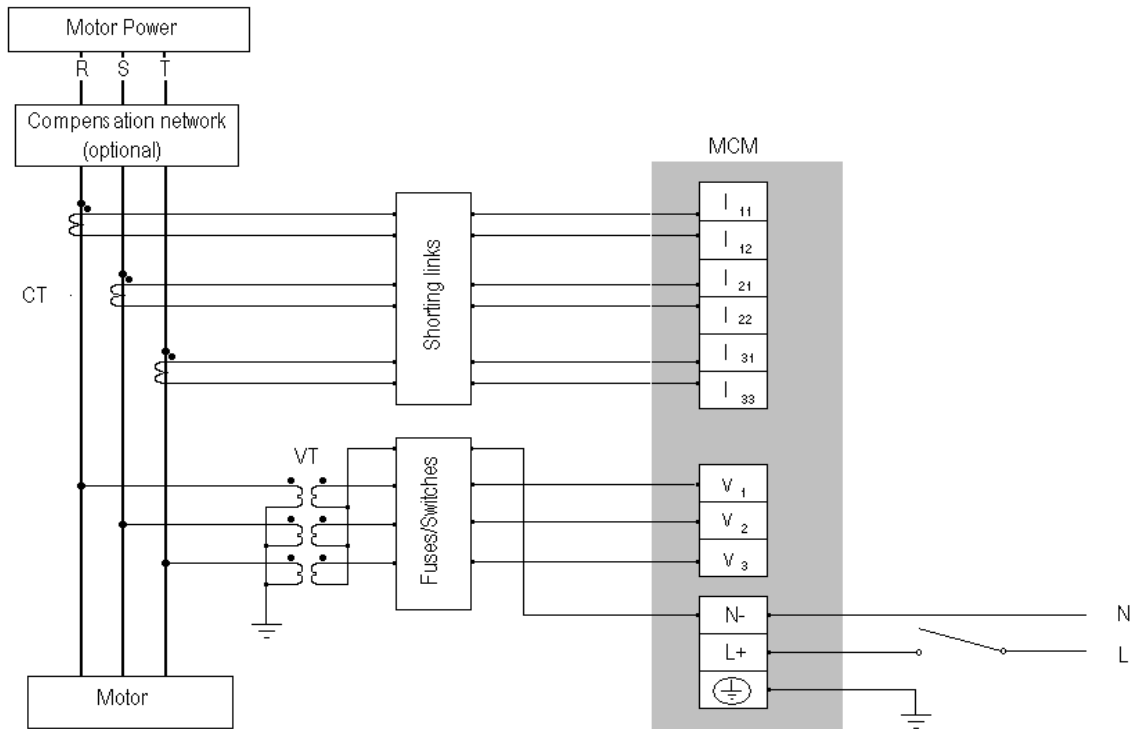 Motor Power
R S T
Compensation network
(optional)
MCM
I 11
I 12
CT
I 21
I 22
I 31
I 33
Shorting links
VT
Fuses/Switches
V 1
V 2
V 3
N-
N
L+
L
Motor